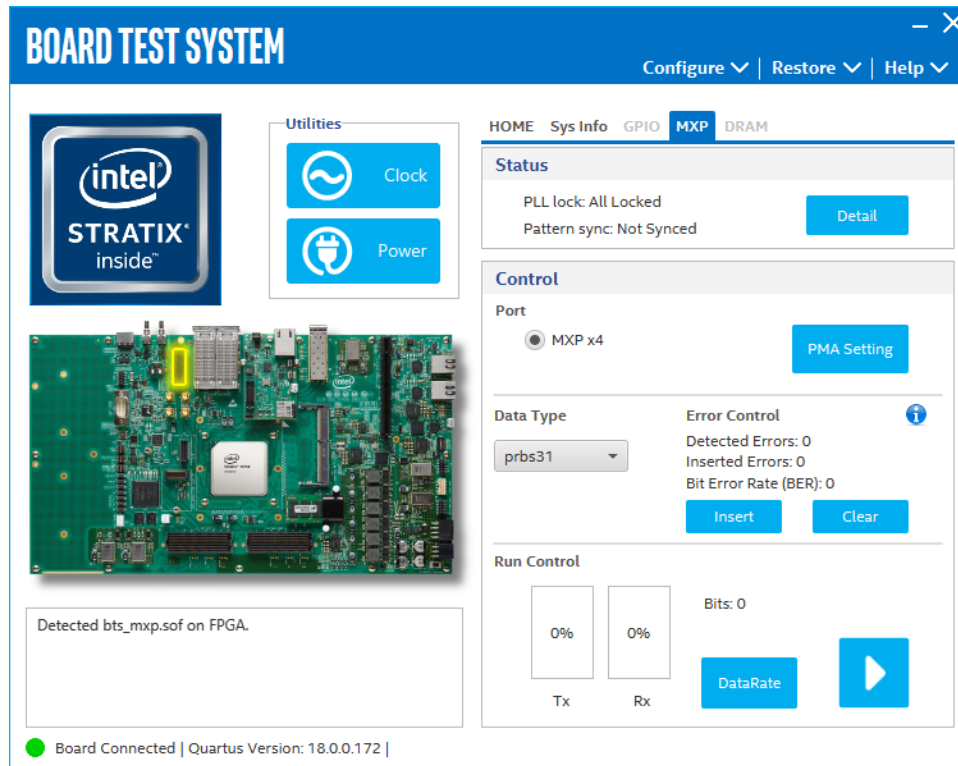 BOARD TEST SYSTEM
Configure | Restore | Help
intel
STRATIX
inside™
Utilities
Clock
Power
HOME Sys Info GPIO MXP DRAM
Status
PLL lock: All Locked
Pattern sync: Not Synced
Detail
Control
Port
MXP x4
PMA Setting
Data Type
prbs31
Error Control
Detected Errors: 0
Inserted Errors: 0
Bit Error Rate (BER): 0
Insert
Clear
Run Control
0%
0%
Tx
Rx
Bits: 0
DataRate
Detected bts_mxp.sof on FPGA.
Board Connected | Quartus Version: 18.0.0.172 |